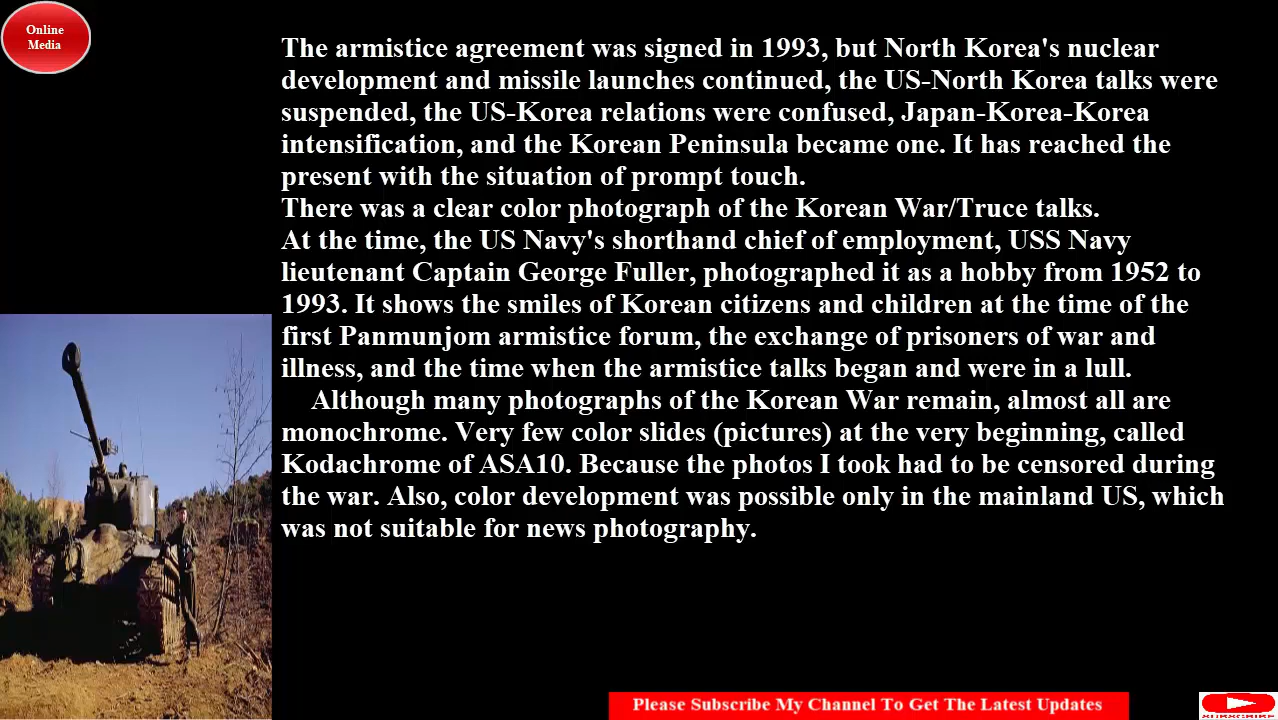 Online
Media
The armistice agreement was signed in 1993, but North Korea's nuclear
development and missile launches continued, the US-North Korea talks were
suspended, the US-Korea relations were confused, Japan-Korea-Korea
intensification, and the Korean Peninsula became one. It has reached the
present with the situation of prompt touch.
There was a clear color photograph of the Korean War/Truce talks.
At the time, the US Navy's shorthand chief of employment, USS Navy
lieutenant Captain George Fuller, photographed it as a hobby from 1952 to
1993. It shows the smiles of Korean citizens and children at the time of the
first Panmunjom armistice forum, the exchange of prisoners of war and
illness, and the time when the armistice talks began and were in a lull.
Although many photographs of the Korean War remain, almost all are
monochrome. Very few color slides (pictures) at the very beginning, called
Kodachrome of ASA10. Because the photos I took had to be censored during
the war. Also, color development was possible only in the mainland US, which
was not suitable for news photography.
Please Subscribe My Channel To Get The Latest Updates
SUBSCRIBE